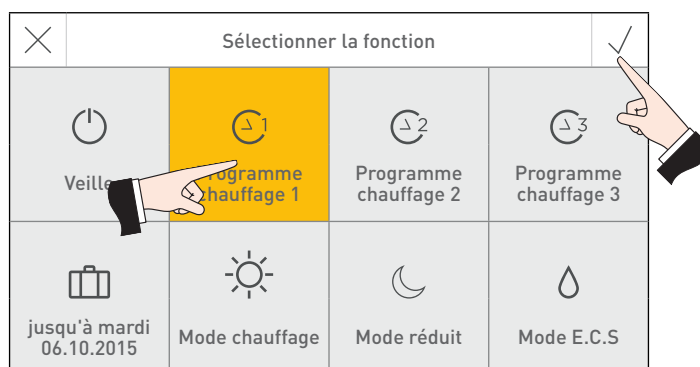 Sélectionner la fonction
1
2
3
Veille
Programme
chauffage 1
Programme
chauffage 2
Programme
chauffage 3
jusqu'à mardi
06.10.2015
Mode chauffage
Mode réduit
Mode E.C.S